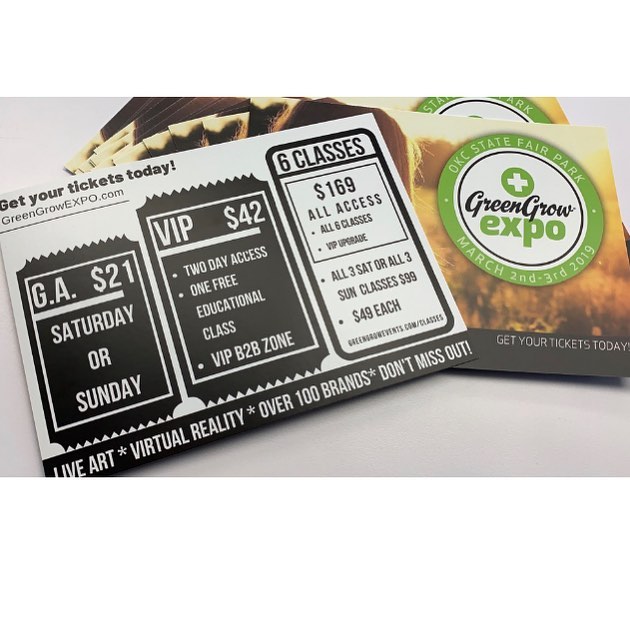 Get your tickets today!
GreenGrowEXPO.com
G.A. $21
SATURDAY
OR
SUNDAY
VIP $42
• TWO DAY ACCESS
• ONE FREE
EDUCATIONAL
CLASS
• VIP B2B ZONE
6 CLASSES
$169
ALL ACCESS
• ALL 6 CLASSES
• VIP UPGRADE
• ALL 3 SAT OR ALL 3
SUN CLASSES $99
• $49 EACH
GREENGROWEVENTS.COM/CLASSES
LIVE ART * VIRTUAL REALITY * OVER 100 BRANDS* DON'T MISS OUT!
STATE FAIR PARK
OKC STATE FAIR PARK
GreenGrow
expo
MARCH 2nd-3rd 2019
GET YOUR TICKETS TODAY!